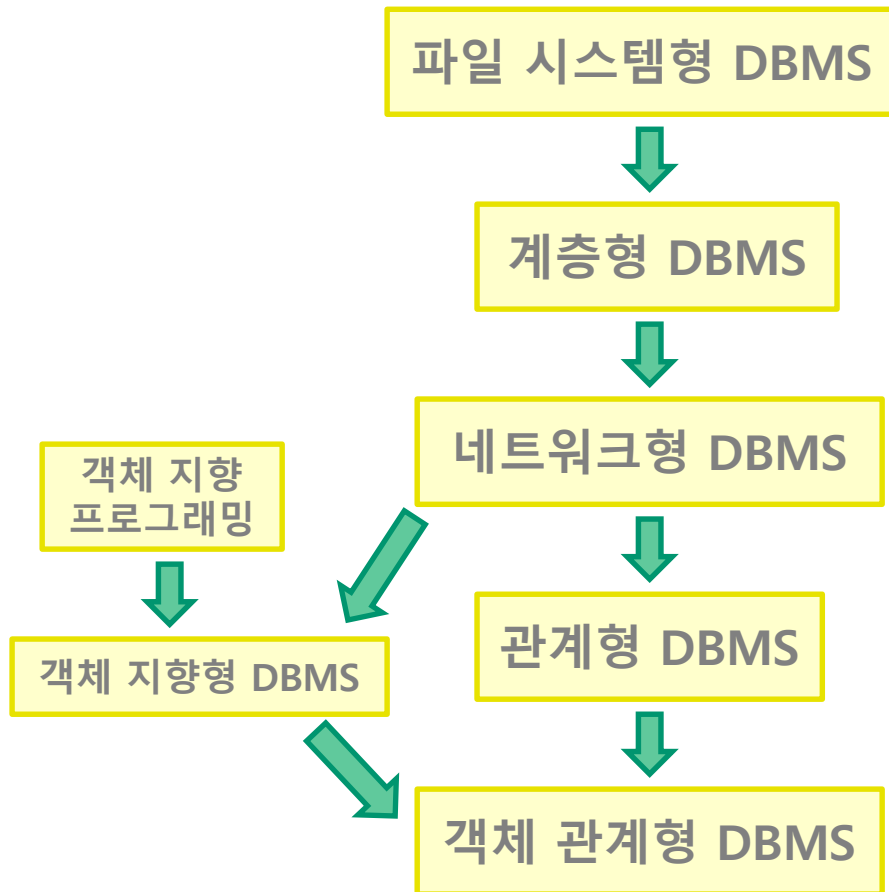 파일 시스템형 DBMS
계층형 DBMS
네트워크형 DBMS
객체 지향
프로그래밍
관계형 DBMS
객체 지향형 DBMS
객체 관계형 DBMS